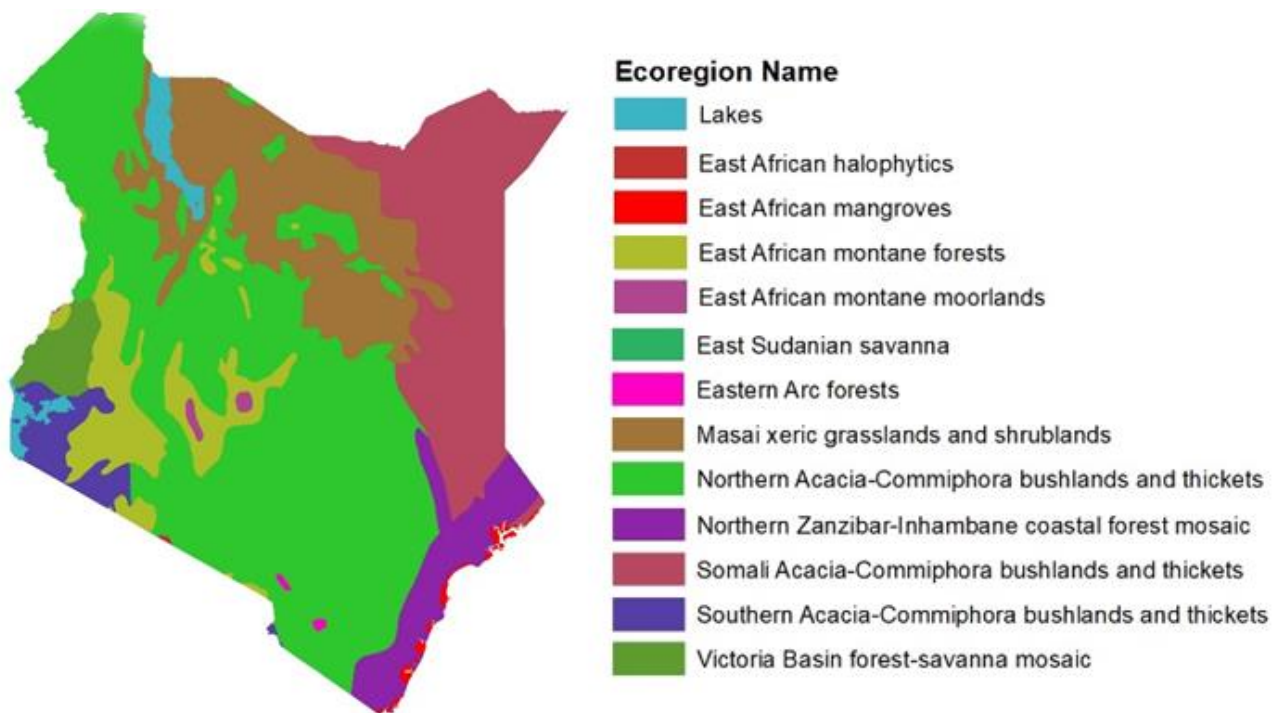 Ecoregion Name
Lakes
East African halophytics
East African mangroves
East African montane forests
East African montane moorlands
East Sudanian savanna
Eastern Arc forests
Masai xeric grasslands and shrublands
Northern Acacia-Commiphora bushlands and thickets
Northern Zanzibar-Inhambane coastal forest mosaic
Somali Acacia-Commiphora bushlands and thickets
Southern Acacia-Commiphora bushlands and thickets
Victoria Basin forest-savanna mosaic